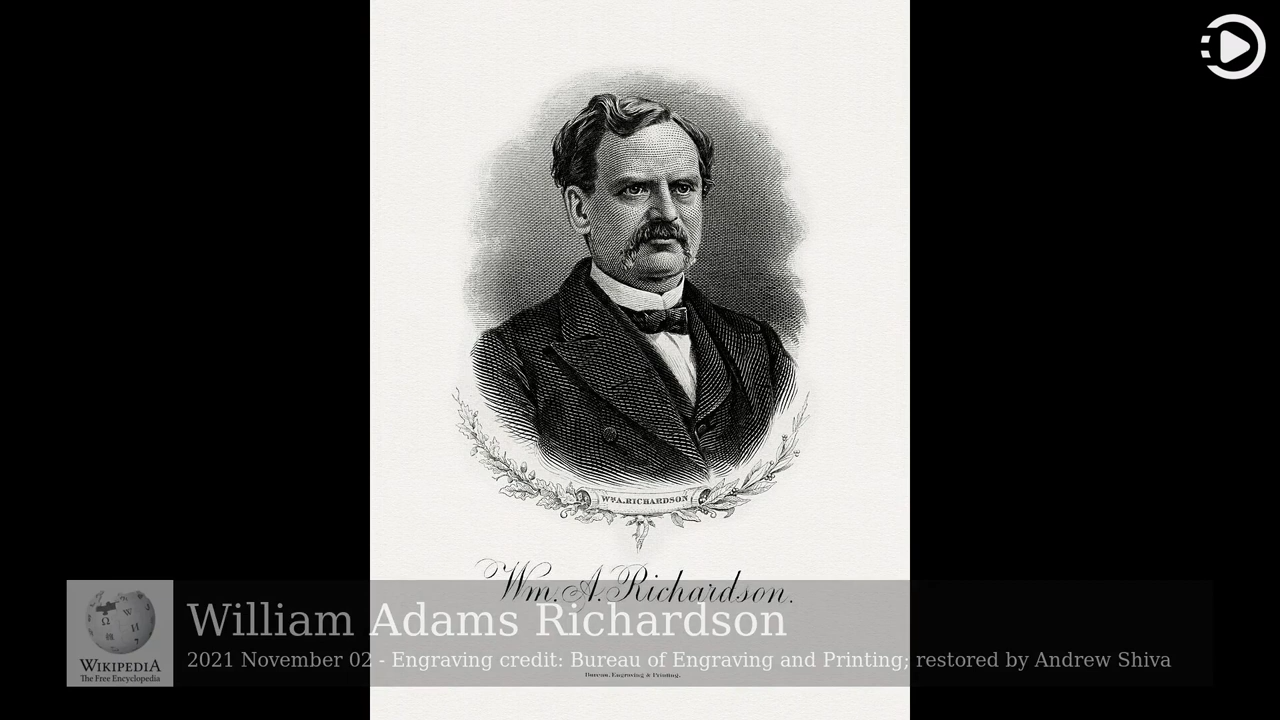 WᴹA.RICHARDSON
Wm. A. Richardson.
William Adams Richardson
2021 November 02 - Engraving credit: Bureau of Engraving and Printing; restored by Andrew Shiva
WIKIPEDIA
The Free Encyclopedia
Bureau, Engraving & Printing.